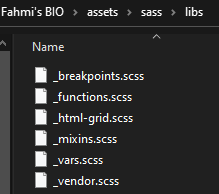 Fahmi's BIO > assets > sass > libs
Name
_breakpoints.scss
_functions.scss
_html-grid.scss
_mixins.scss
_vars.scss
_vendor.scss